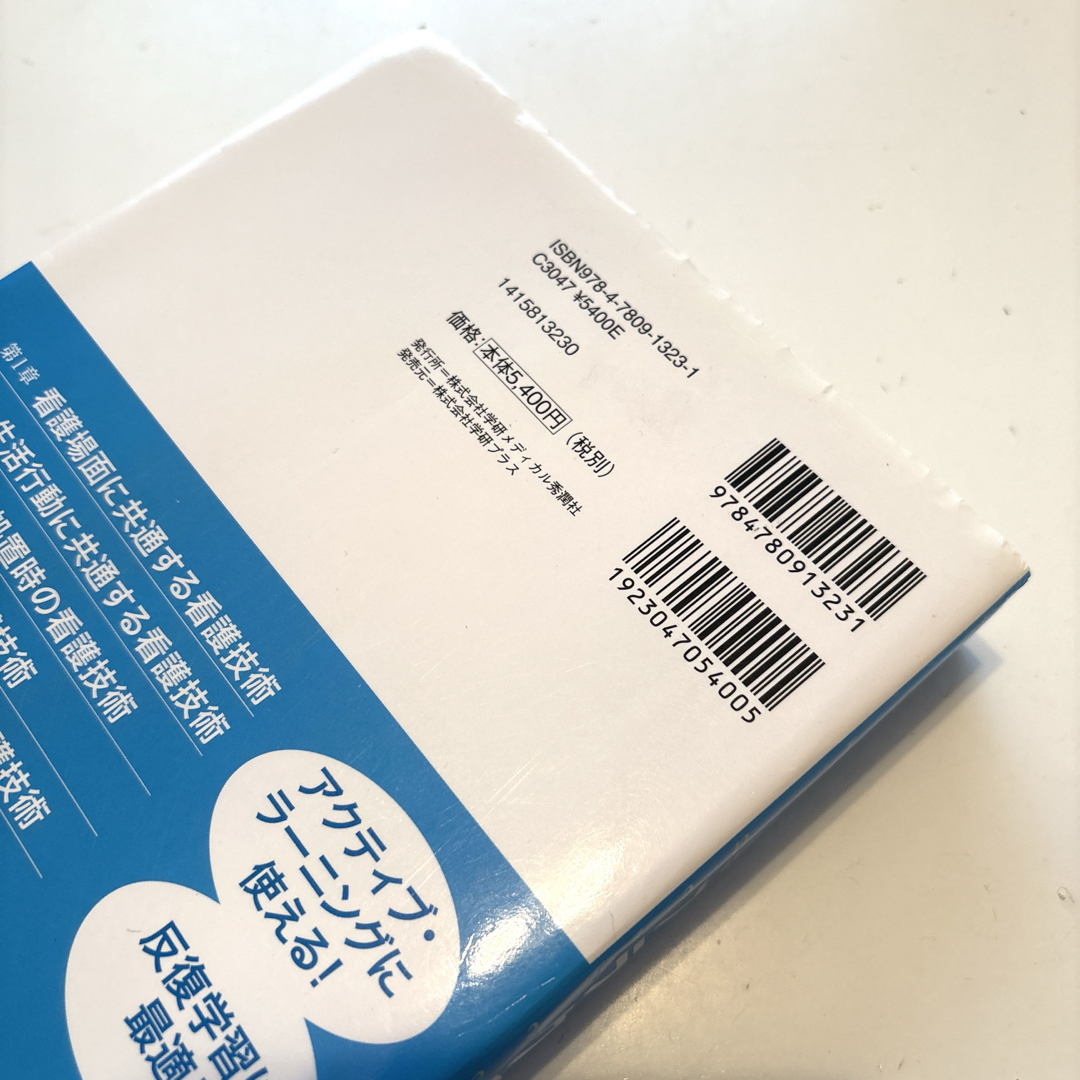 ISBN978-4-7809-1323-1
C3047 ¥5400E
1415813230
価格:本体5,400円(税別)
発行所=株式会社学研メディカル秀潤社
発売元=株式会社学研プラス
9784780913231
1923047054005
第1章 看護場面に共通する看護技術
生活行動に共通する看護技術
処置時の看護技術
技術
護技術
アクティブ・
ラーニングに
使える!
反復学習
最適